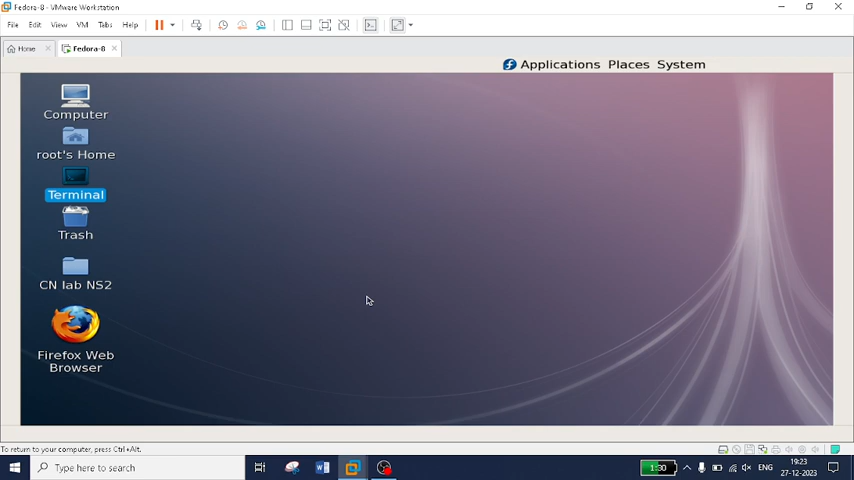 Fedora-8 - VMware Workstation
File Edit View VM Tabs Help
Home
Fedora-8
Applications Places System
Computer
root's Home
Terminal
Trash
CN lab NS2
Firefox Web
Browser
To return to your computer, press Ctrl+Alt.
Type here to search
1:30
ENG
19:23
27-12-2023